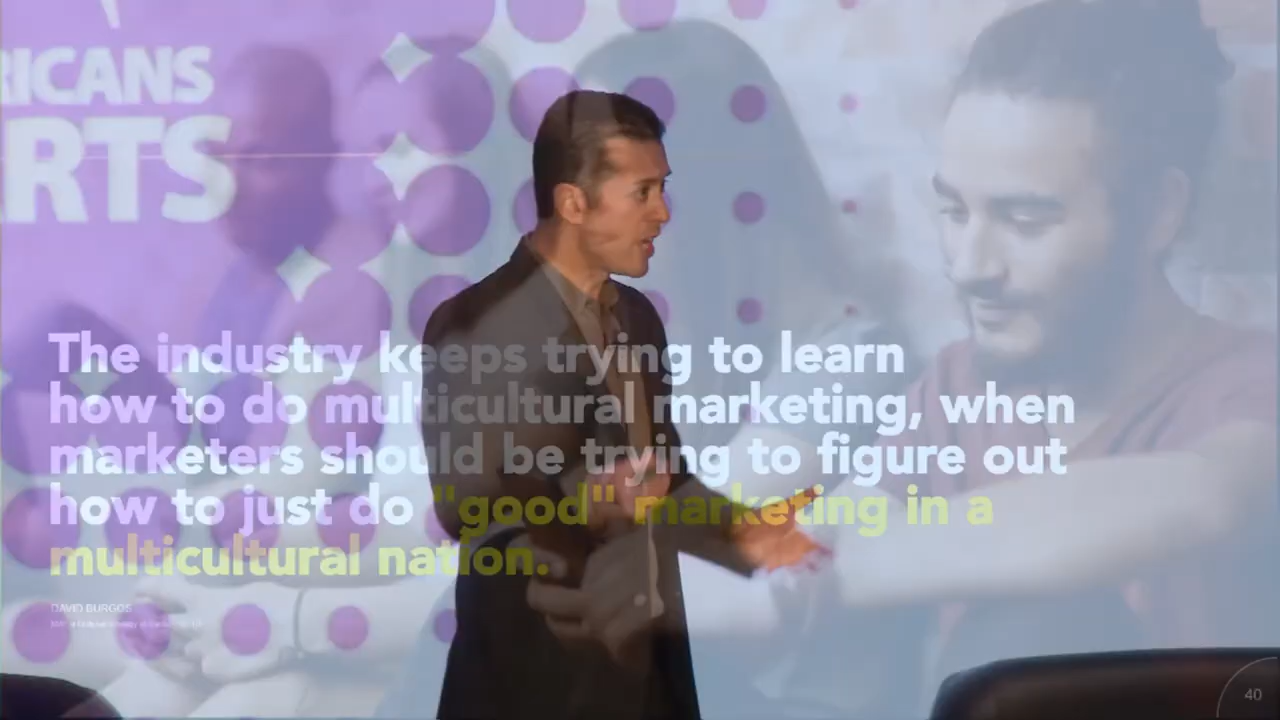 RICANS
RTS
The industry keeps trying to learn
how to do multicultural marketing, when
marketers should be trying to figure out
how to just do "good" marketing in a
multicultural nation.
DAVID BURGOS
40